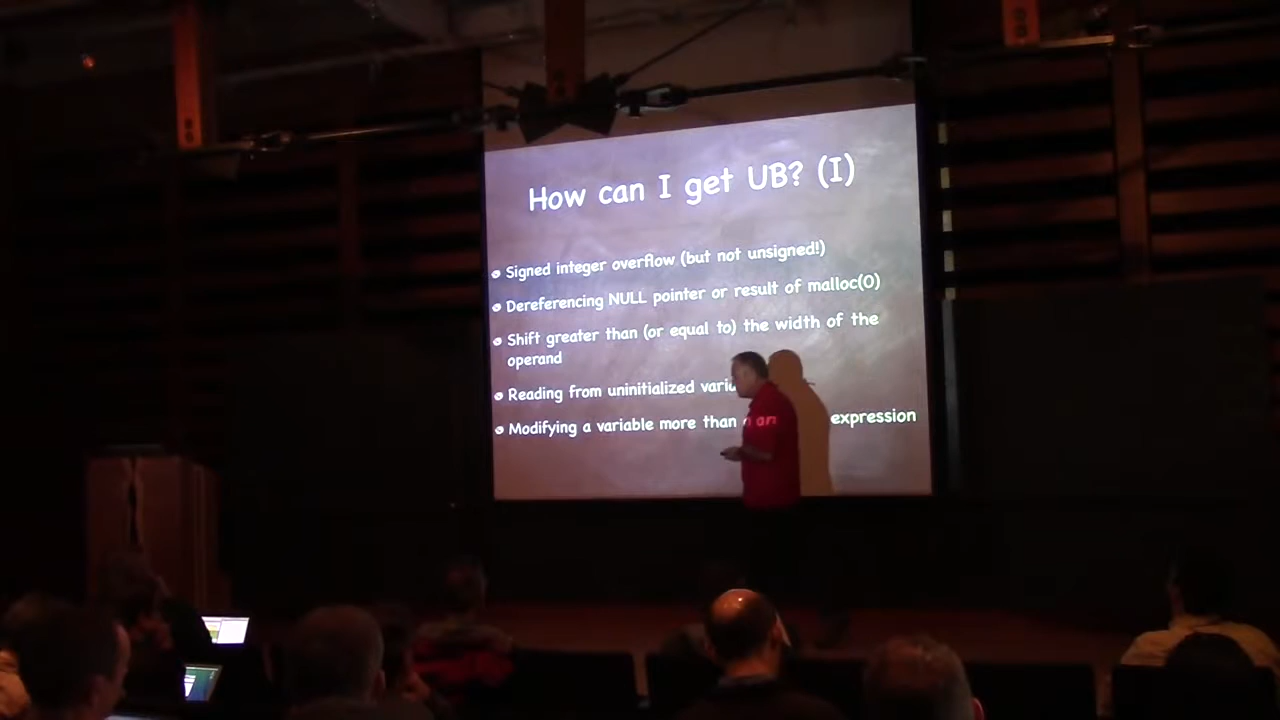 How can I get UB? (I)
Signed integer overflow (but not unsigned!)
Dereferencing NULL pointer or result of malloc(0)
Shift greater than (or equal to) the width of the
operand
Reading from uninitialized
Modifying a variable more than an expression